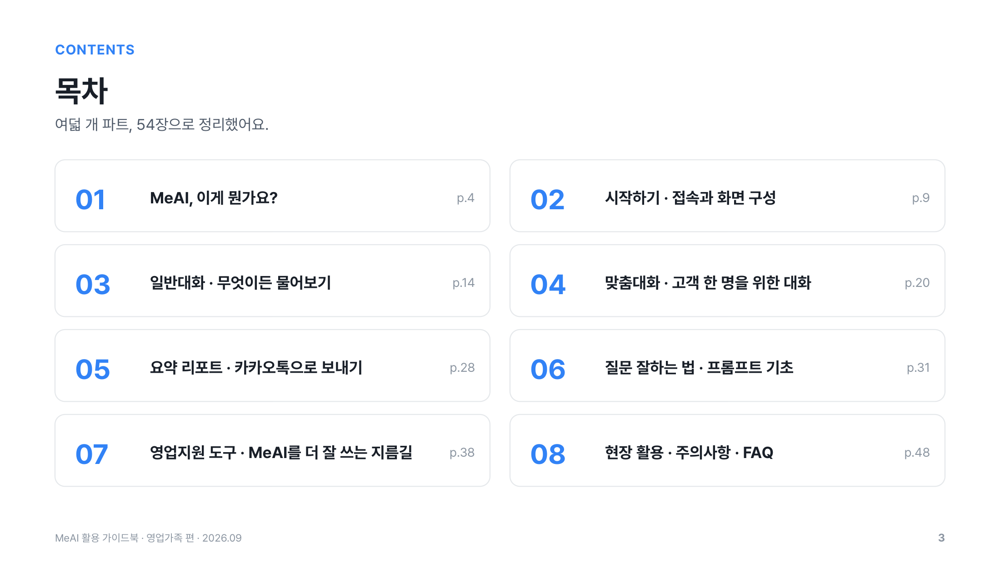 CONTENTS
목차
여덟 개 파트, 54장으로 정리했어요.
01 MeAI, 이게 뭔가요? p.4
02 시작하기 · 접속과 화면 구성 p.9
03 일반대화 · 무엇이든 물어보기 p.14
04 맞춤대화 · 고객 한 명을 위한 대화 p.20
05 요약 리포트 · 카카오톡으로 보내기 p.28
06 질문 잘하는 법 · 프롬프트 기초 p.31
07 영업지원 도구 · MeAI를 더 잘 쓰는 지름길 p.38
08 현장 활용 · 주의사항 · FAQ p.48
MeAI 활용 가이드북 · 영업가족 편 · 2026.09
3